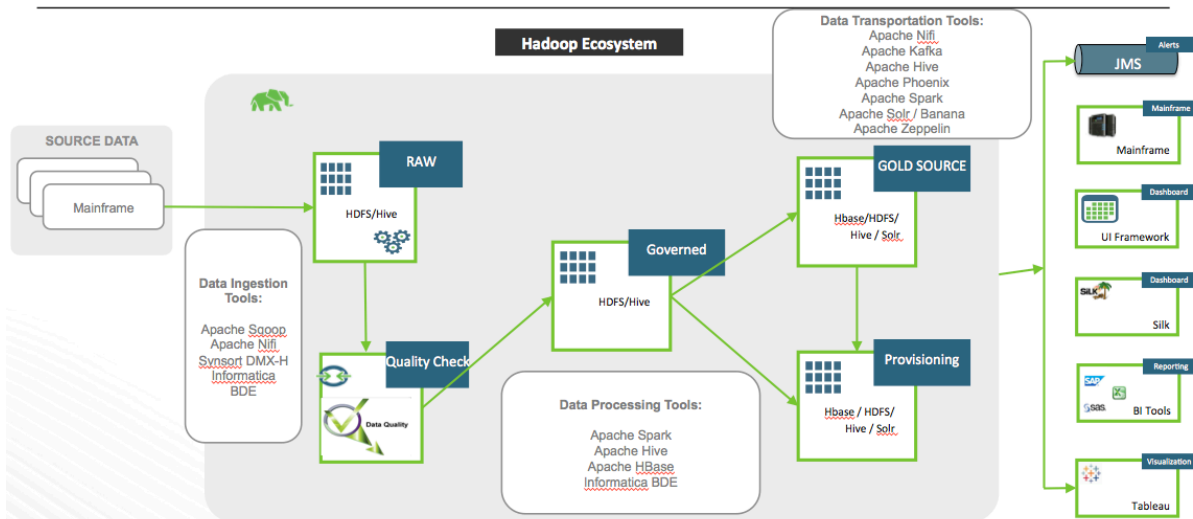 Hadoop Ecosystem
Data Transportation Tools:
Apache Nifi
Apache Kafka
Apache Hive
Apache Phoenix
Apache Spark
Apache Solr / Banana
Apache Zeppelin
SOURCE DATA
Mainframe
RAW
HDFS/Hive
Data Ingestion
Tools:
Apache Sqoop
Apache Nifi
Synsort DMX-H
Informatica
BDE
Quality Check
Data Quality
Governed
HDFS/Hive
Data Processing Tools:
Apache Spark
Apache Hive
Apache HBase
Informatica BDE
GOLD SOURCE
Hbase/HDFS/
Hive / Solr
Provisioning
Hbase / HDFS/
Hive / Solr
Alerts
JMS
Mainframe
Mainframe
Dashboard
UI Framework
Dashboard
SiLK
Silk
Reporting
SAP
sas
BI Tools
Visualization
Tableau